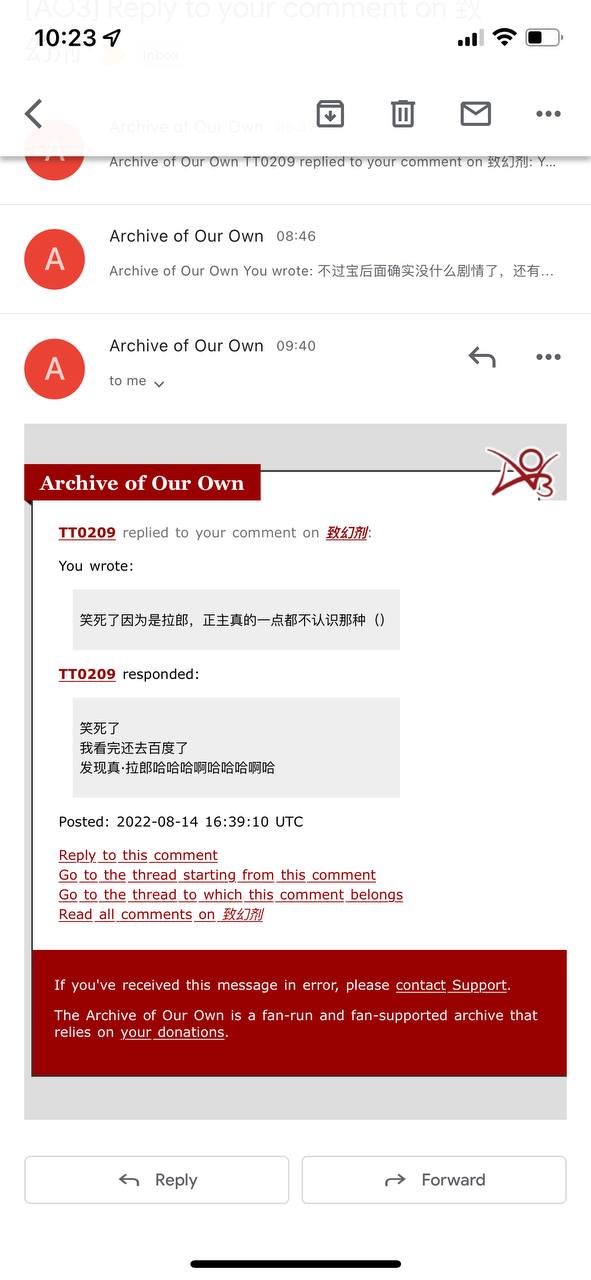 [AO3] Reply to your comment on 致
幻剂
Inbox
10:23
Archive of Our Own
A
Archive of Our Own TT0209 replied to your comment on 致幻剂: Y...
Archive of Our Own 08:46
A
Archive of Our Own You wrote: 不过宝后面确实没什么剧情了，还有...
Archive of Our Own 09:40
A
to me
Archive of Our Own
TT0209 replied to your comment on 致幻剂:
You wrote:
笑死了因为是拉郎，正主真的一点都不认识那种（）
TT0209 responded:
笑死了
我看完还去百度了
发现真·拉郎哈哈哈啊哈哈哈啊哈
Posted: 2022-08-14 16:39:10 UTC
Reply to this comment
Go to the thread starting from this comment
Go to the thread to which this comment belongs
Read all comments on 致幻剂
If you've received this message in error, please contact Support.
The Archive of Our Own is a fan-run and fan-supported archive that
relies on your donations.
Reply
Forward